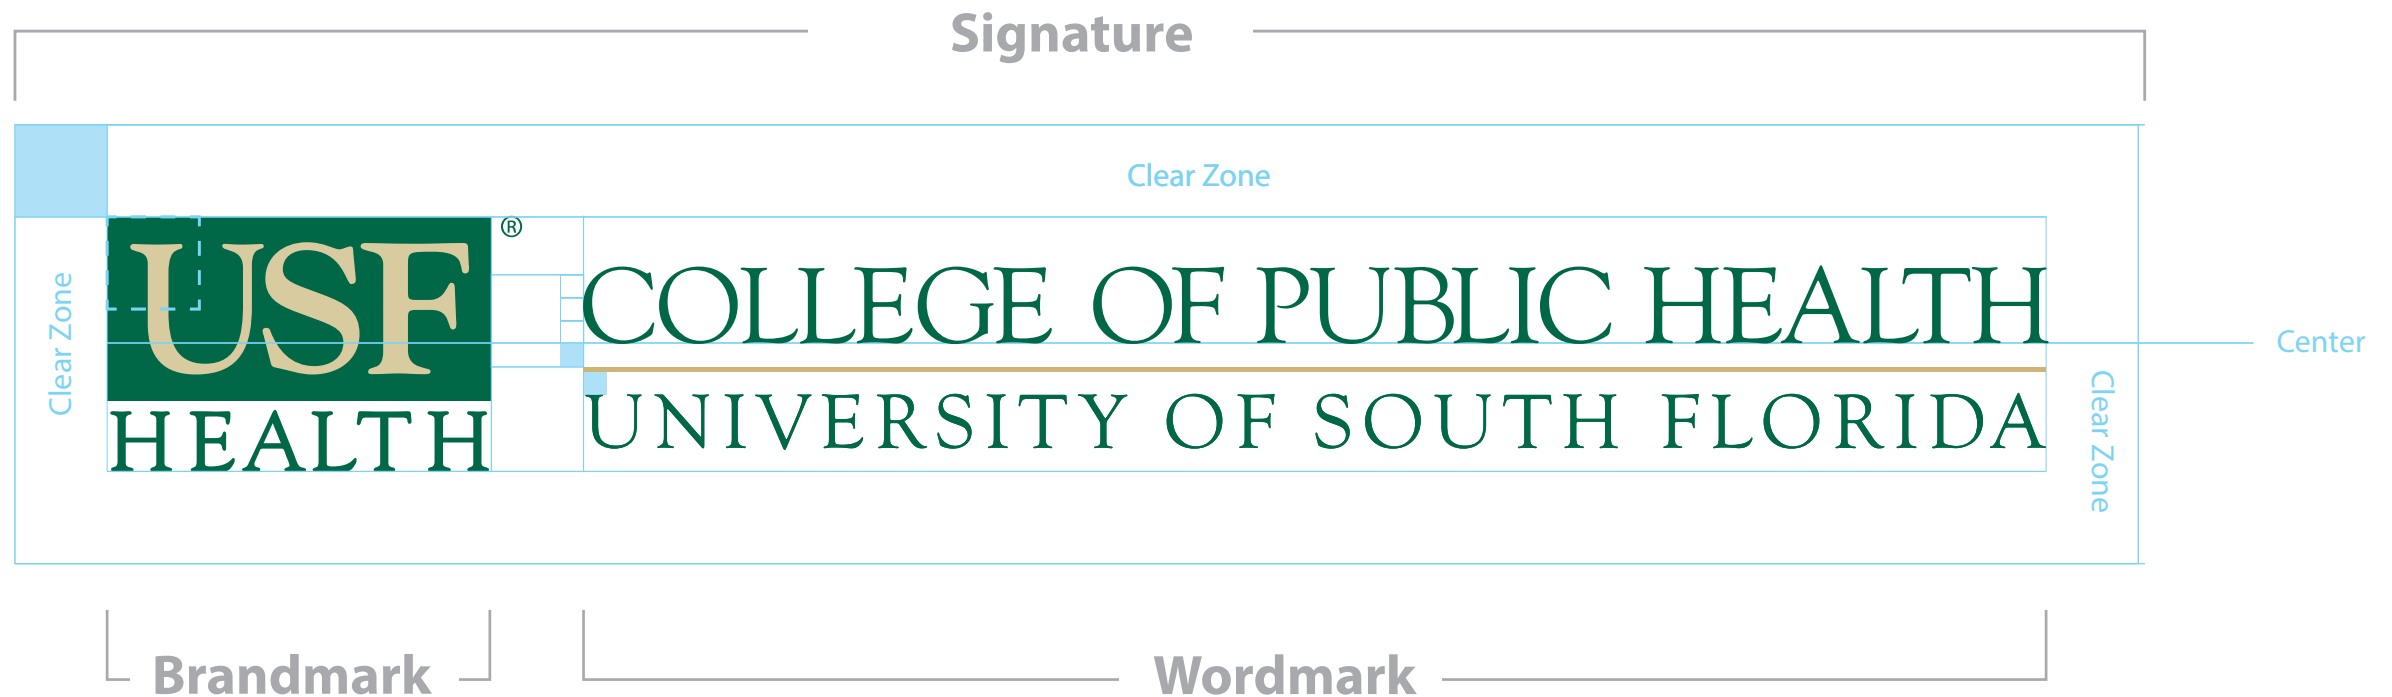 Signature
Clear Zone
Clear Zone
USF
®
HEALTH
COLLEGE OF PUBLIC HEALTH
UNIVERSITY OF SOUTH FLORIDA
Center
Clear Zone
Brandmark
Wordmark